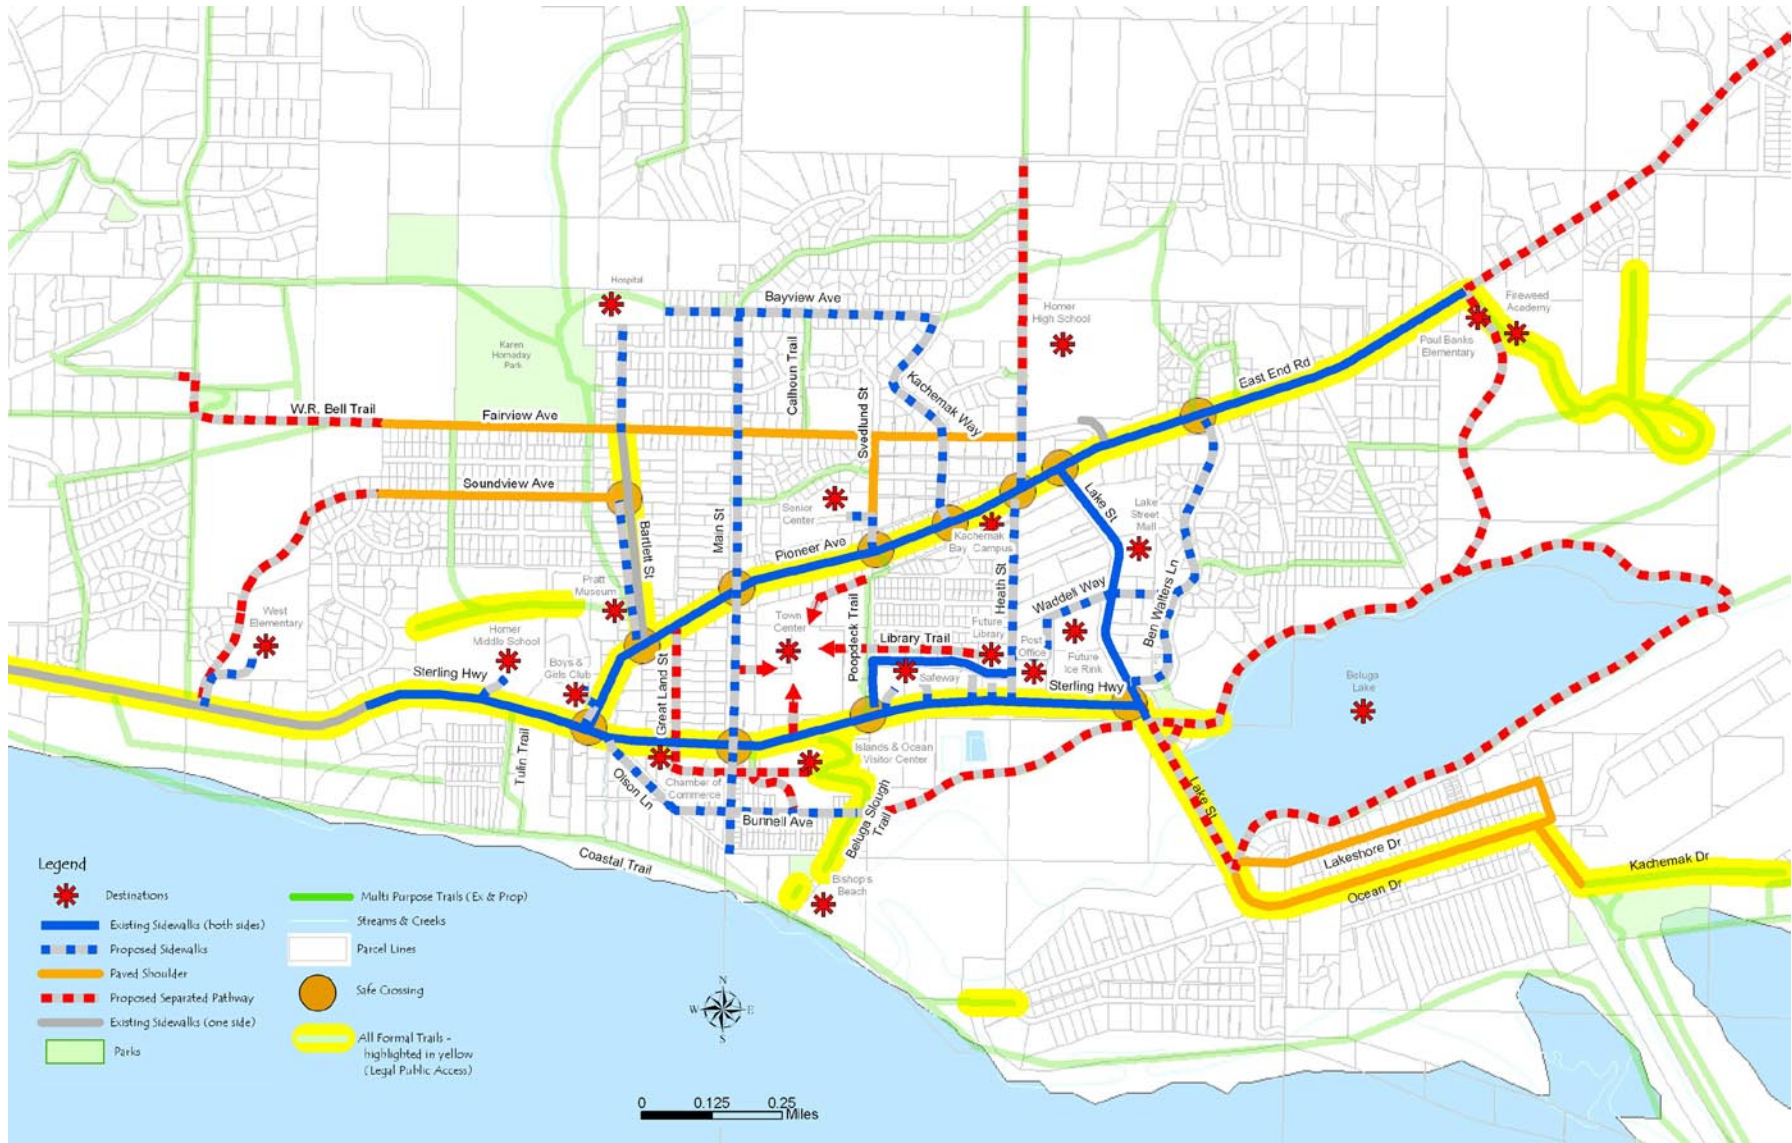 Hospital
Bayview Ave
Homer
High School
Fireweed
Academy
Paul Banks
Elementary
East End Rd
Karen
Hornaday
Park
Calhoun Trail
Kachemak Way
Svedlund St
W.R. Bell Trail
Fairview Ave
Soundview Ave
Bartlett St
Main St
Senior
Center
Pioneer Ave
Kachemak
Bay Campus
Lake St
Lake
Street
Mall
Heath St
Waddell Way
Ben Walters Ln
Pratt
Museum
West
Elementary
Homer
Middle School
Boys &
Girls Club
Sterling Hwy
Great Land St
Town
Center
Poopdeck Trail
Library Trail
Future
Library
Post
Office
Future
Ice Rink
Safeway
Sterling Hwy
Beluga
Lake
Tulin Trail
Olson Ln
Chamber of
Commerce
Islands & Ocean
Visitor Center
Bunnell Ave
Beluga Slough
Trail
Lake St
Coastal Trail
Bishop's
Beach
Lakeshore Dr
Ocean Dr
Kachemak Dr
Legend
Destinations
Existing Sidewalks (both sides)
Proposed Sidewalks
Paved Shoulder
Proposed Separated Pathway
Existing Sidewalks (one side)
Parks
Multi Purpose Trails (Ex & Prop)
Streams & Creeks
Parcel Lines
Safe Crossing
All Formal Trails -
highlighted in yellow
(Legal Public Access)
N
W E
S
0 0.125 0.25
Miles